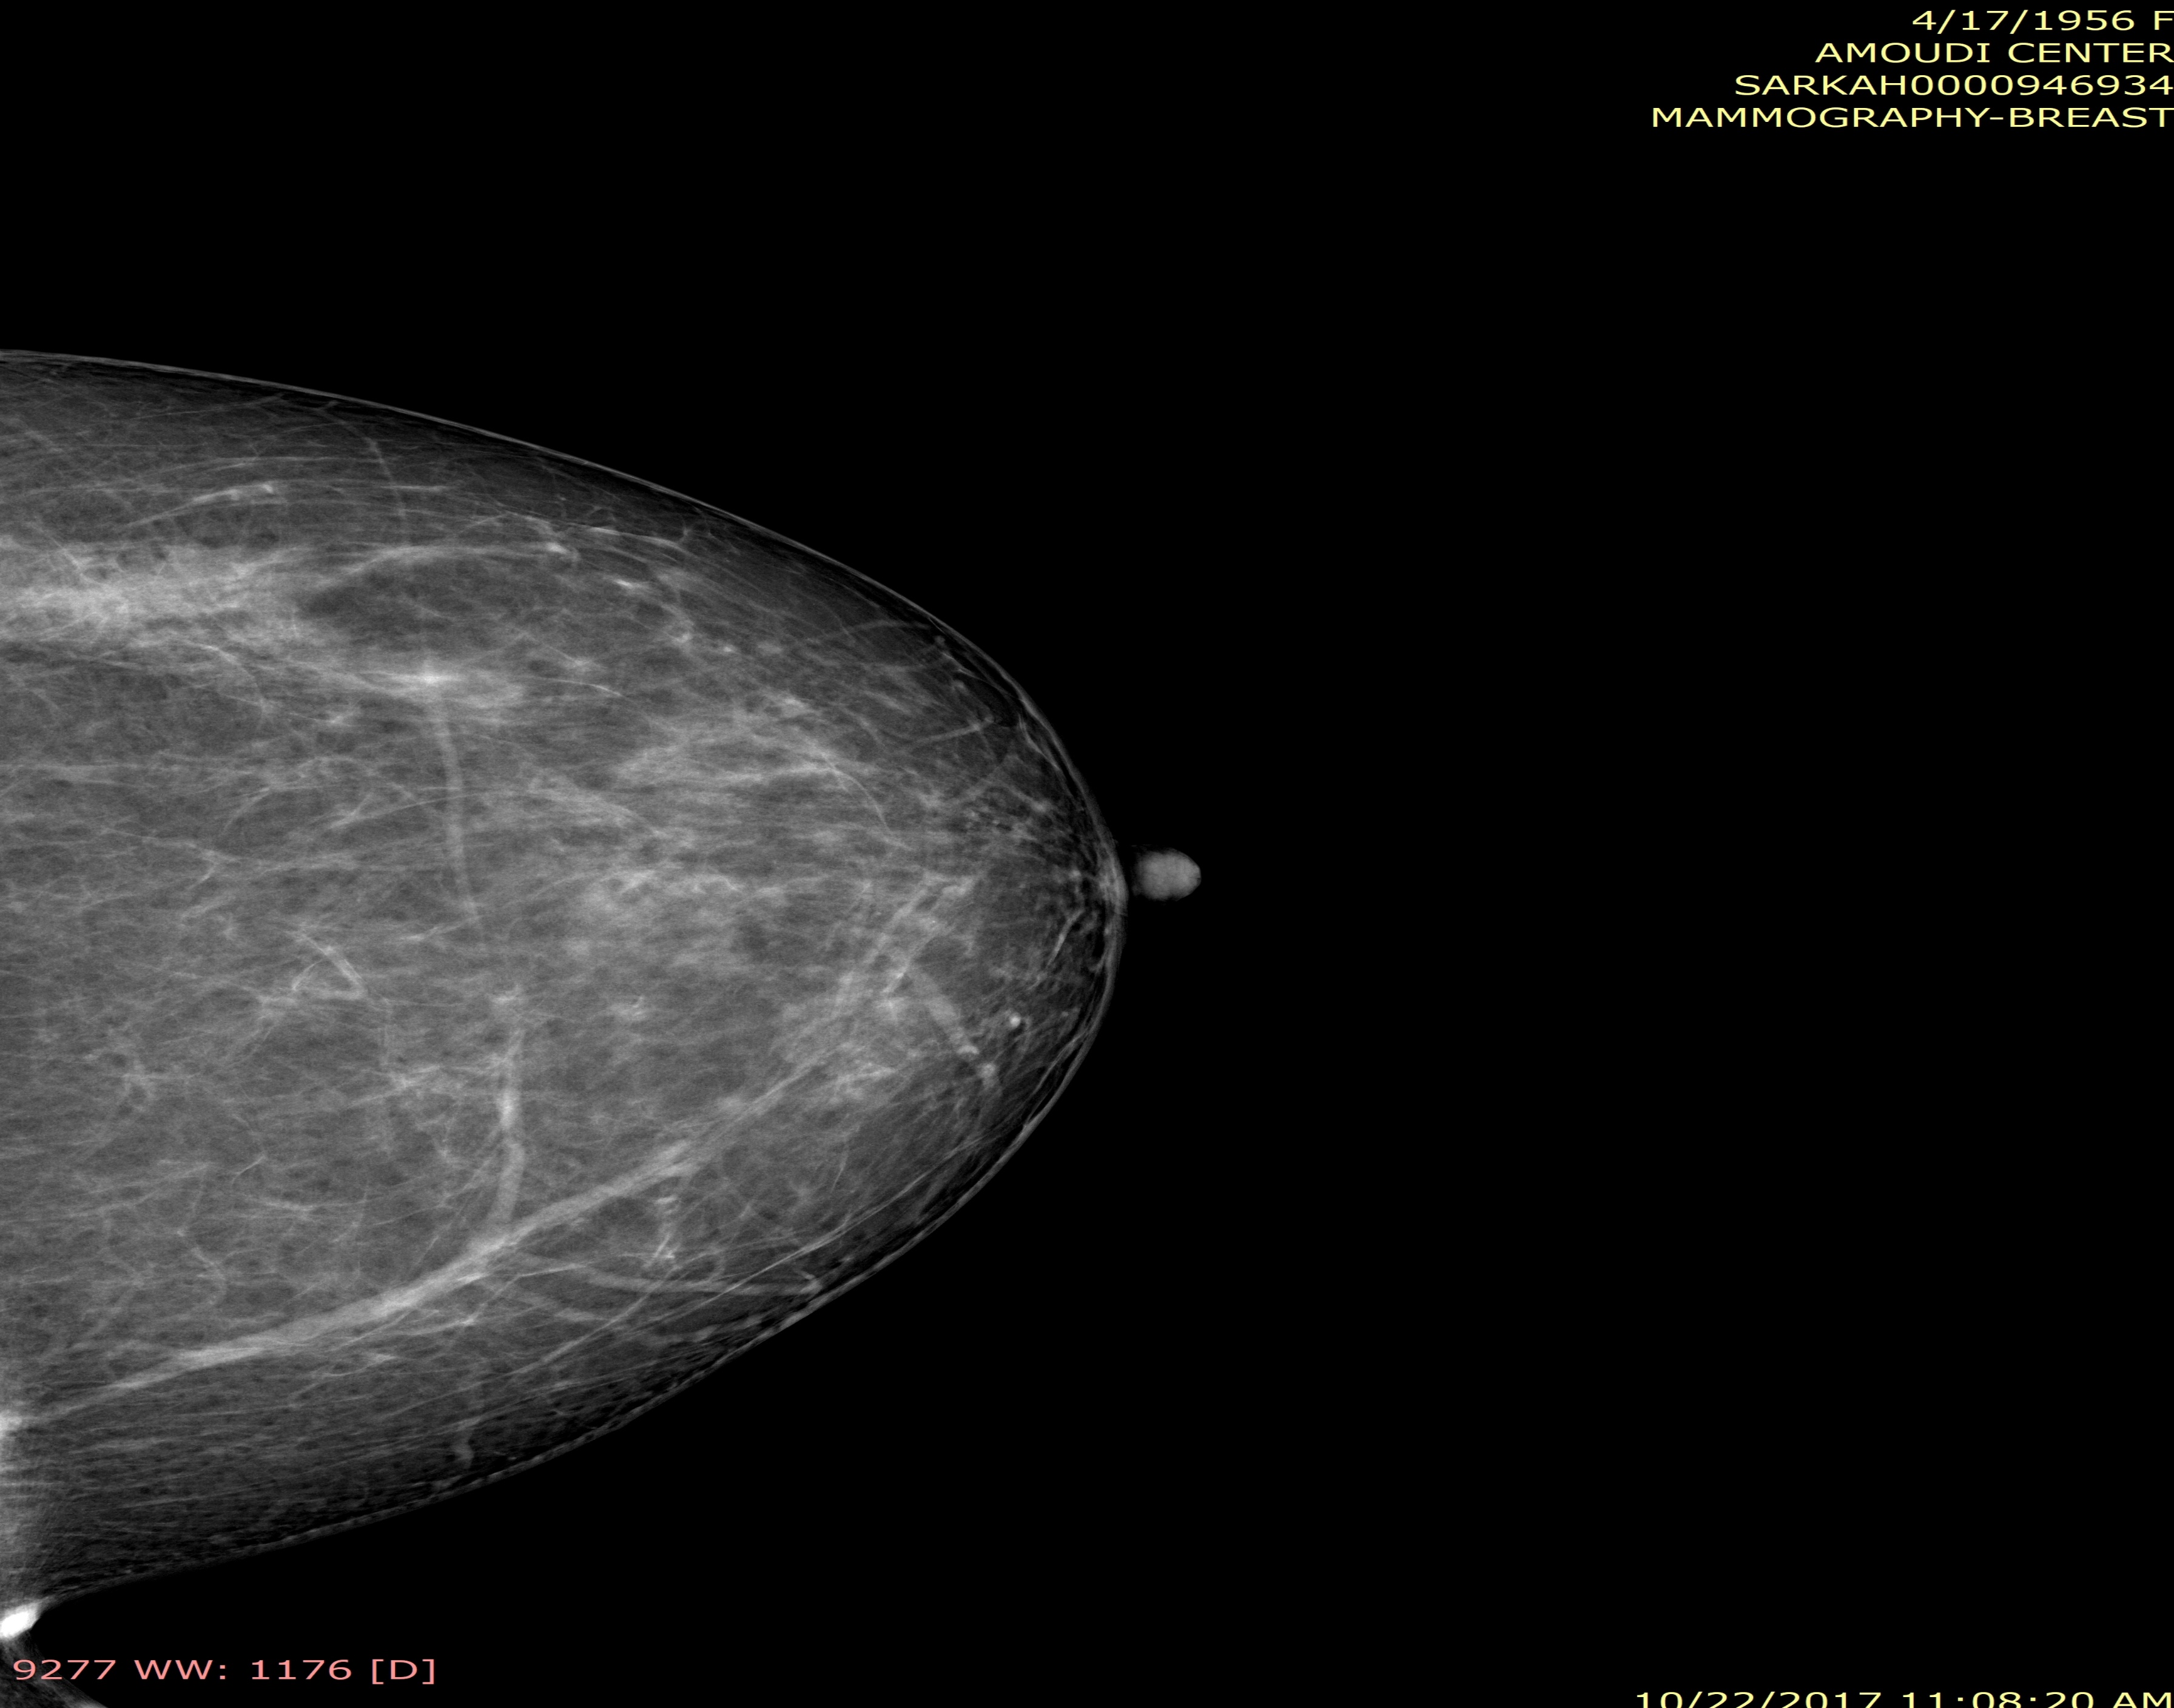 4/17/1956 F
AMOUDI CENTER
SARKAH0000946934
MAMMOGRAPHY-BREAST
9277 WW: 1176 [D]
10/22/2017 11:08:20 AM